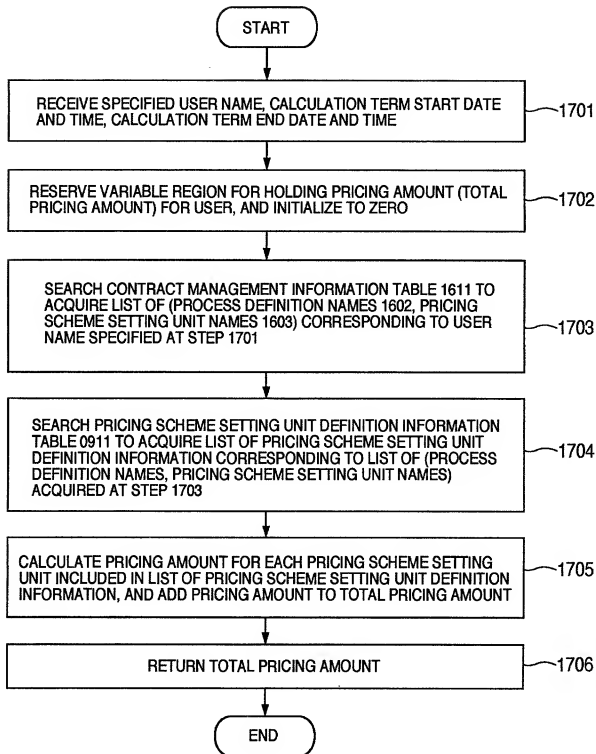 START
RECEIVE SPECIFIED USER NAME, CALCULATION TERM START DATE
AND TIME, CALCULATION TERM END DATE AND TIME
1701
RESERVE VARIABLE REGION FOR HOLDING PRICING AMOUNT (TOTAL
PRICING AMOUNT) FOR USER, AND INITIALIZE TO ZERO
1702
SEARCH CONTRACT MANAGEMENT INFORMATION TABLE 1611 TO
ACQUIRE LIST OF (PROCESS DEFINITION NAMES 1602, PRICING
SCHEME SETTING UNIT NAMES 1603) CORRESPONDING TO USER
NAME SPECIFIED AT STEP 1701
1703
SEARCH PRICING SCHEME SETTING UNIT DEFINITION INFORMATION
TABLE 0911 TO ACQUIRE LIST OF PRICING SCHEME SETTING UNIT
DEFINITION INFORMATION CORRESPONDING TO LIST OF (PROCESS
DEFINITION NAMES, PRICING SCHEME SETTING UNIT NAMES)
ACQUIRED AT STEP 1703
1704
CALCULATE PRICING AMOUNT FOR EACH PRICING SCHEME SETTING
UNIT INCLUDED IN LIST OF PRICING SCHEME SETTING UNIT DEFINITION
INFORMATION, AND ADD PRICING AMOUNT TO TOTAL PRICING AMOUNT
1705
RETURN TOTAL PRICING AMOUNT
1706
END